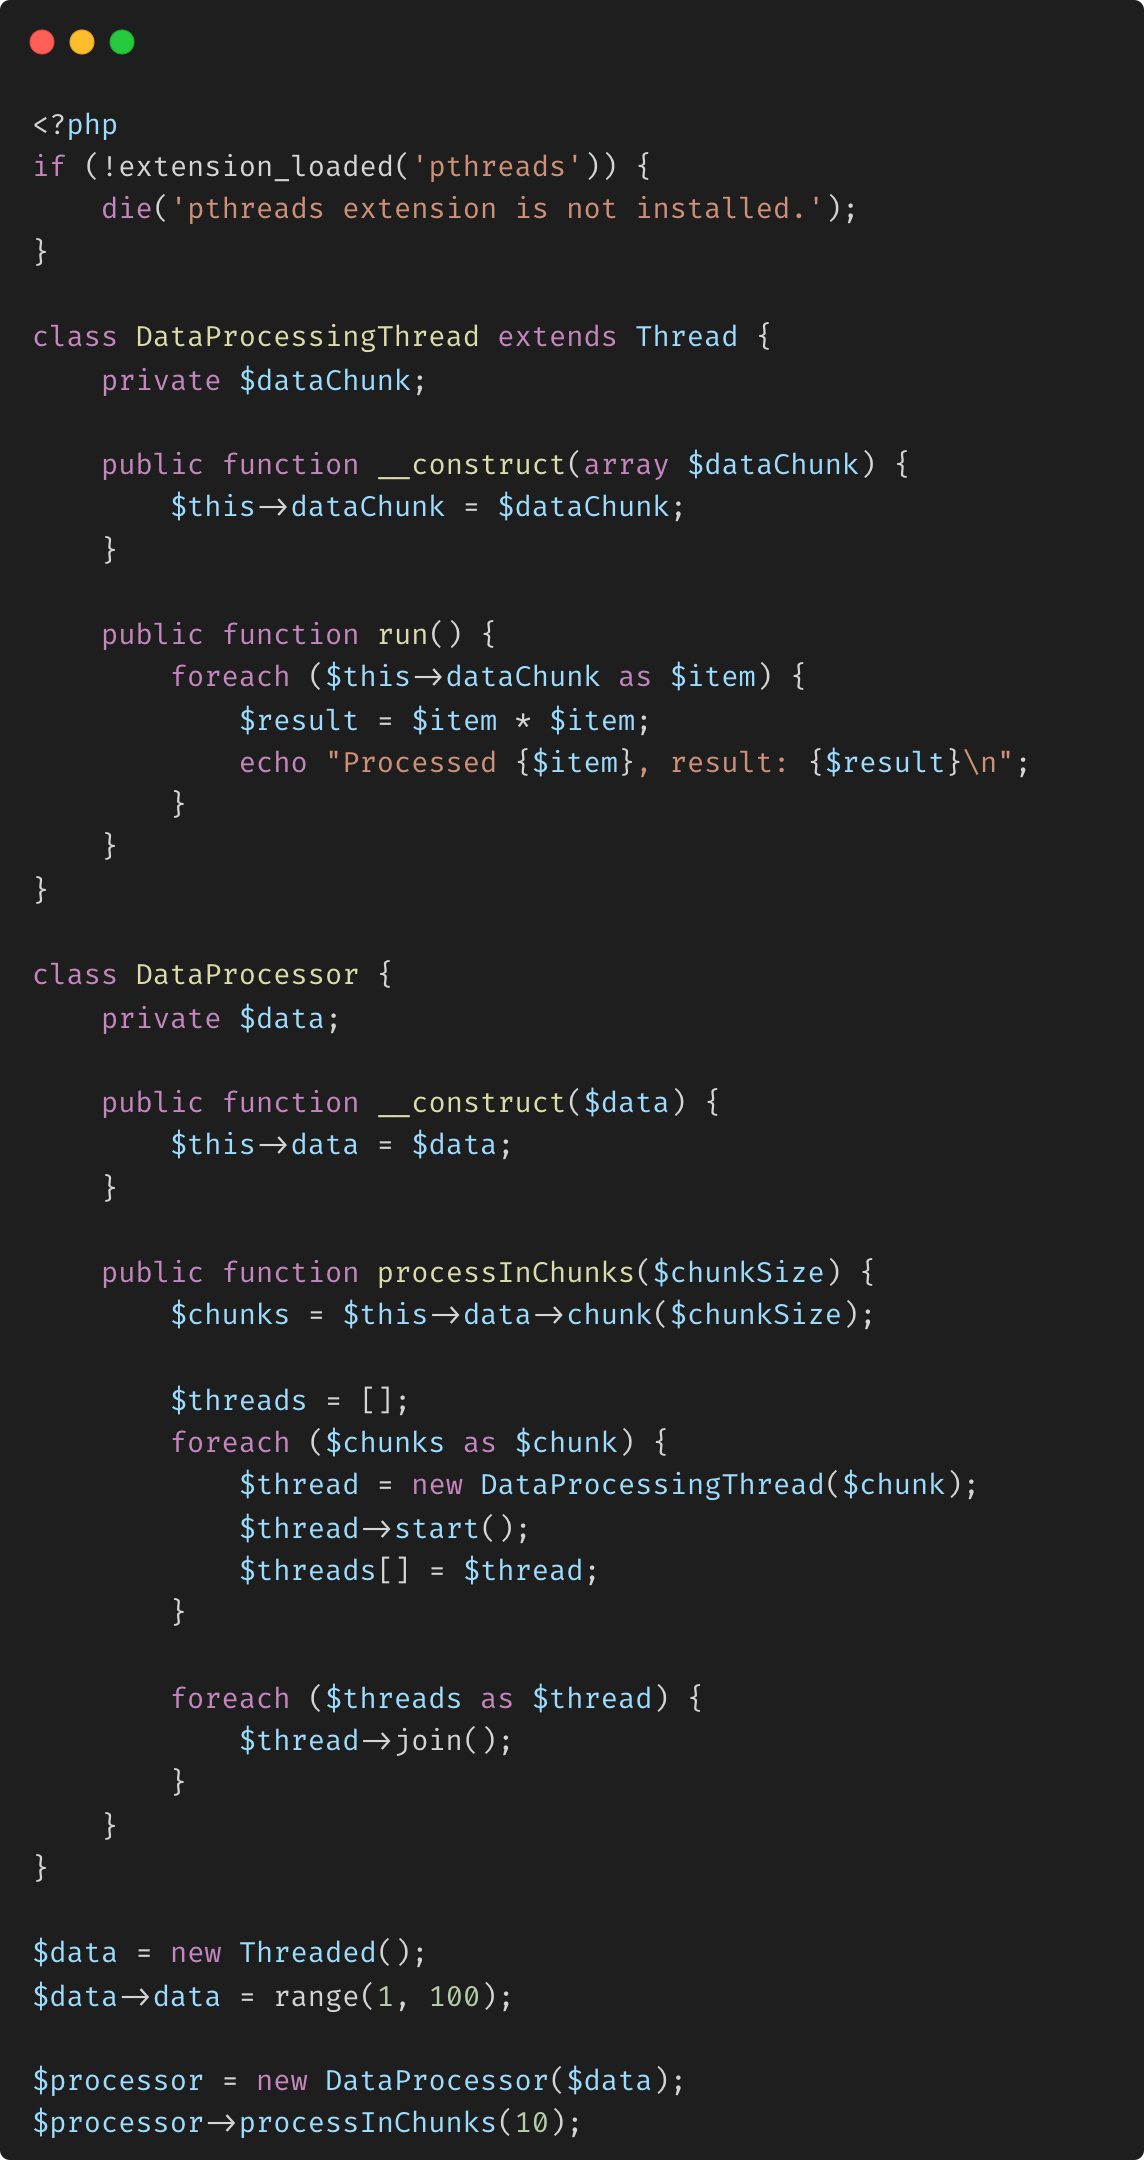 <?php
if (!extension_loaded('pthreads')) {
    die('pthreads extension is not installed.');
}

class DataProcessingThread extends Thread {
    private $dataChunk;

    public function __construct(array $dataChunk) {
        $this->dataChunk = $dataChunk;
    }

    public function run() {
        foreach ($this->dataChunk as $item) {
            $result = $item * $item;
            echo "Processed {$item}, result: {$result}\n";
        }
    }
}

class DataProcessor {
    private $data;

    public function __construct($data) {
        $this->data = $data;
    }

    public function processInChunks($chunkSize) {
        $chunks = $this->data->chunk($chunkSize);

        $threads = [];
        foreach ($chunks as $chunk) {
            $thread = new DataProcessingThread($chunk);
            $thread->start();
            $threads[] = $thread;
        }

        foreach ($threads as $thread) {
            $thread->join();
        }
    }
}

$data = new Threaded();
$data->data = range(1, 100);

$processor = new DataProcessor($data);
$processor->processInChunks(10);